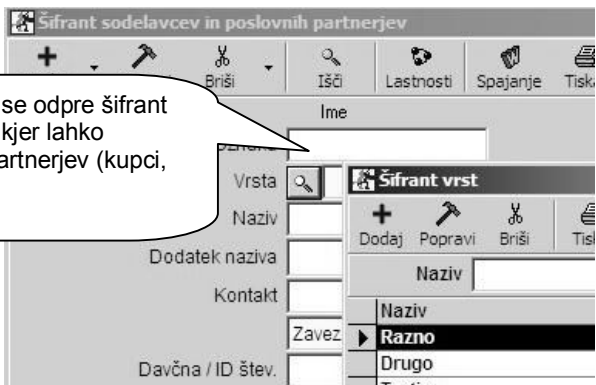 Šifrant sodelavcev in poslovnih partnerjev
Briši Išči Lastnosti Spajanje Tiska
se odpre šifrant
kjer lahko
artnerjev (kupci,
Ime
Vrsta
Naziv
Dodatek naziva
Kontakt
Zavez
Davčna / ID štev.
Šifrant vrst
Dodaj Popravi Briši Tisk
Naziv
Naziv
Razno
Drugo